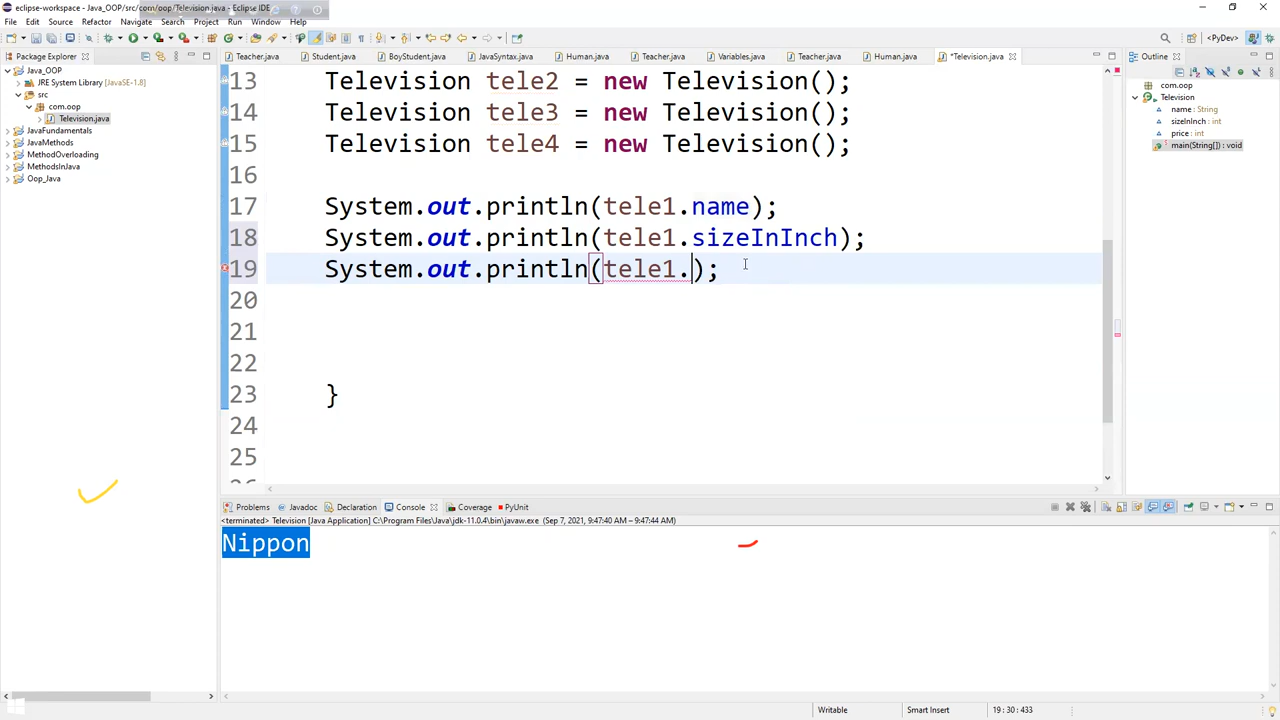 eclipse-workspace - Java_OOP/src/com/oop/Television.java - Eclipse IDE
File Edit Source Refactor Navigate Search Project Run Window Help
<PyDev>
Package Explorer
Teacher.java Student.java BoyStudent.java JavaSyntax.java Human.java Teacher.java Variables.java Teacher.java Human.java *Television.java
Outline
Java_OOP
JRE System Library [JavaSE-1.8]
src
com.oop
Television.java
JavaFundamentals
JavaMethods
MethodOverloading
MethodsInJava
Oop_Java
13 Television tele2 = new Television();
14 Television tele3 = new Television();
15 Television tele4 = new Television();
16
17 System.out.println(tele1.name);
18 System.out.println(tele1.sizeInInch);
19 System.out.println(tele1.);
20
21
22
23 }
24
25
com.oop
Television
name : String
sizeInInch : int
price : int
main(String[]) : void
Problems Javadoc Declaration Console Coverage PyUnit
<terminated> Television [Java Application] C:\Program Files\Java\jdk-11.0.4\bin\javaw.exe (Sep 7, 2021, 9:47:40 AM – 9:47:44 AM)
Nippon
Writable Smart Insert 19 : 30 : 433